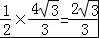 1/2 × 4√3/3 = 2√3/3